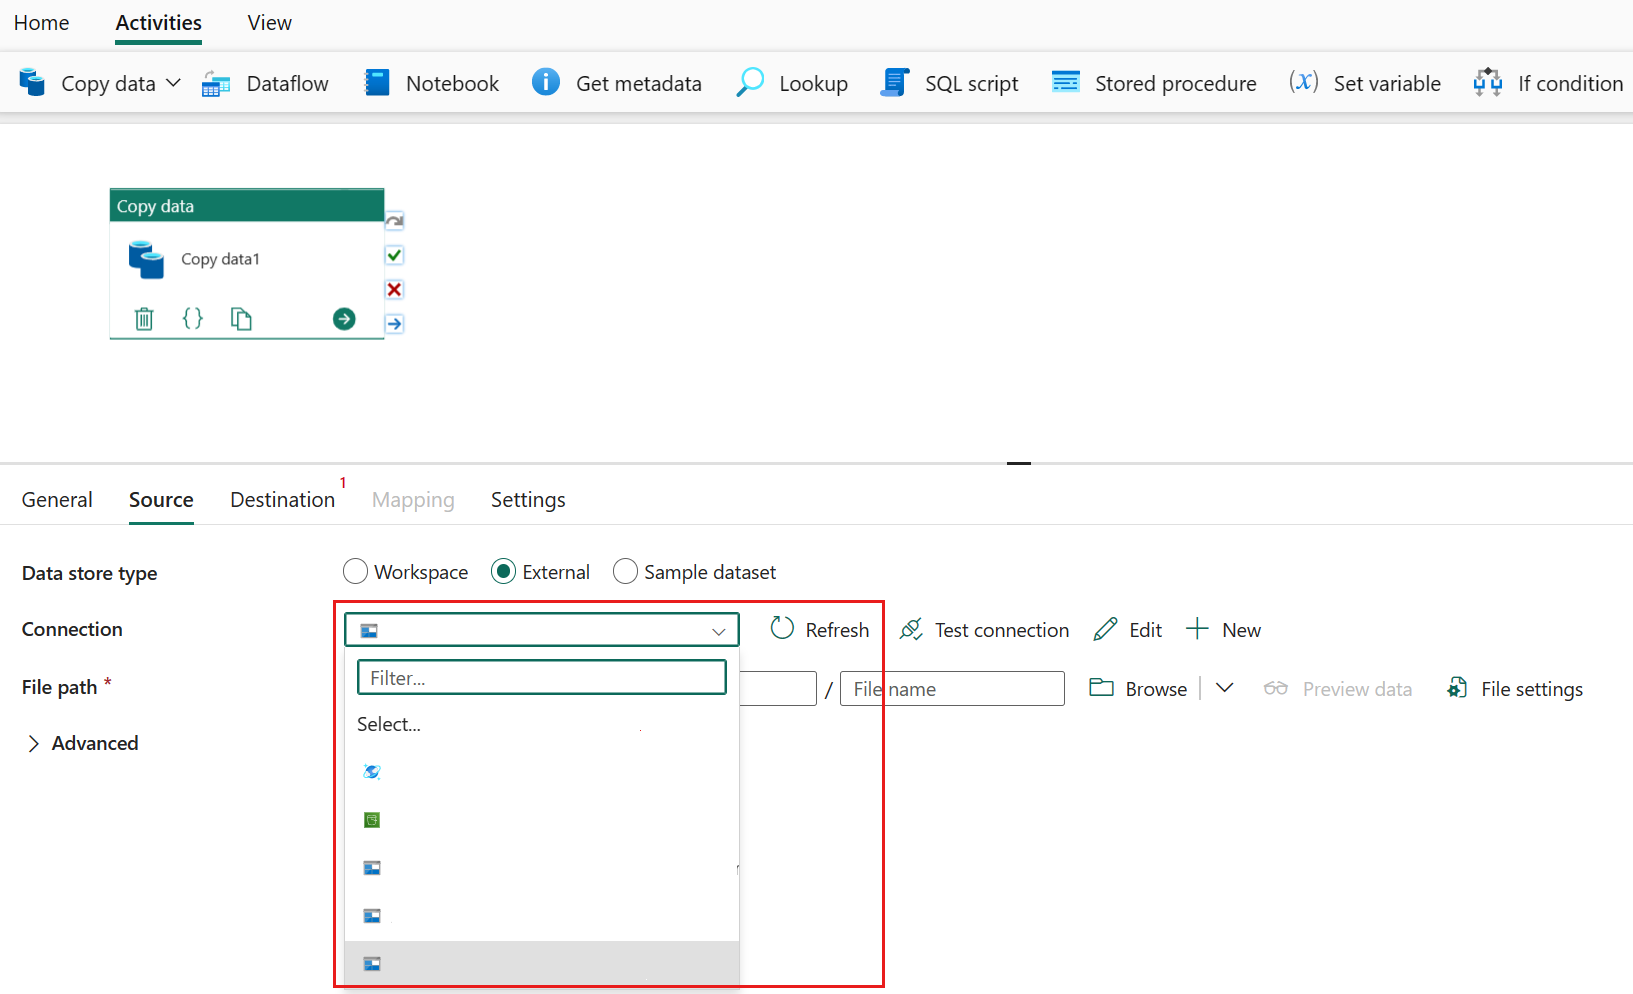 Home Activities View
Copy data Dataflow Notebook Get metadata Lookup SQL script Stored procedure (x) Set variable If condition
Copy data
Copy data1
General Source Destination 1 Mapping Settings
Data store type Workspace External Sample dataset
Connection Refresh Test connection Edit New
Filter...
File path * / File name Browse Preview data File settings
Select...
Advanced